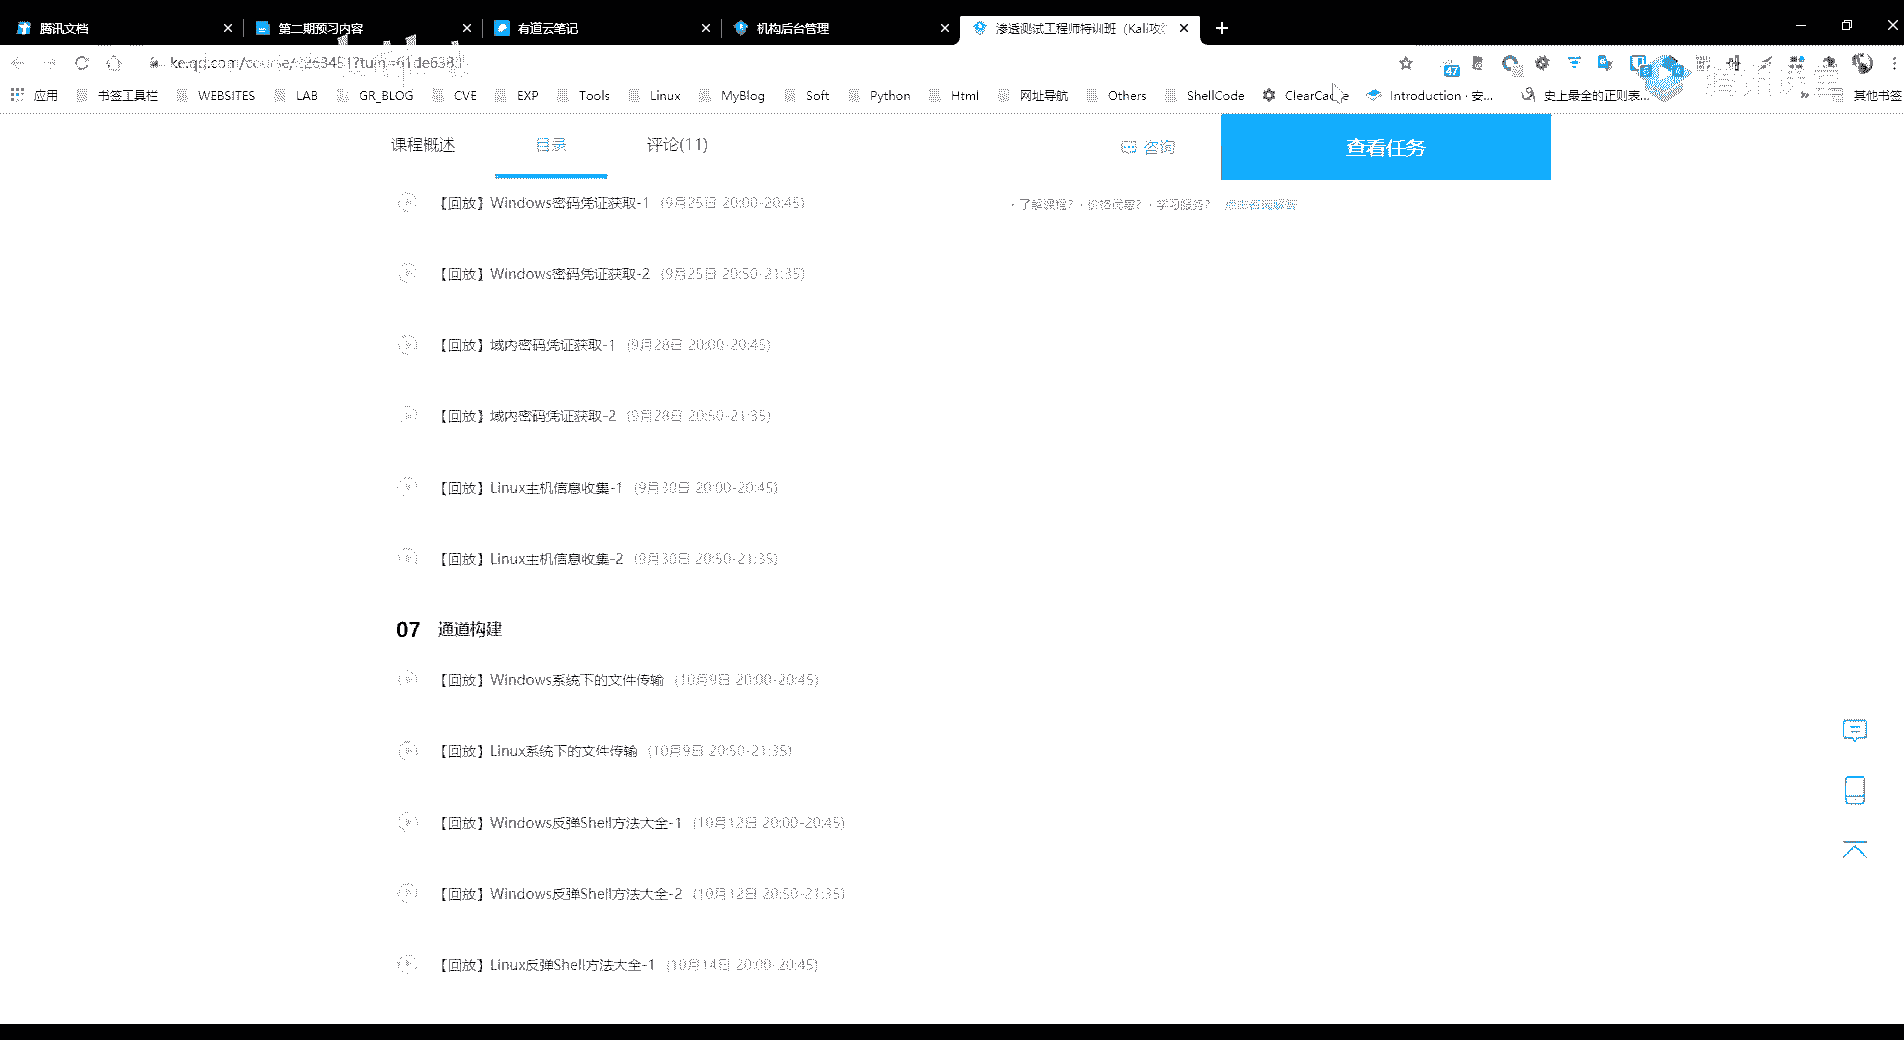 腾讯文档
第二期预习内容
有道云笔记
机构后台管理
渗透测试工程师特训班（Kali攻
47
应用
书签工具栏
WEBSITES
LAB
GR_BLOG
CVE
EXP
Tools
Linux
MyBlog
Soft
Python
Html
网址导航
Others
ShellCode
ClearCache
Introduction · 安...
史上最全的正则表...
其他书签
课程概述
目录
评论(11)
咨询
查看任务
【回放】Windows密码凭证获取-1 (9月25日 20:00-20:45)
· 了解课程？ · 价格优惠？ · 学习服务？
【回放】Windows密码凭证获取-2 (9月25日 20:50-21:35)
【回放】域内密码凭证获取-1 (9月28日 20:00-20:45)
【回放】域内密码凭证获取-2 (9月28日 20:50-21:35)
【回放】Linux主机信息收集-1 (9月30日 20:00-20:45)
【回放】Linux主机信息收集-2 (9月30日 20:50-21:35)
07 通道构建
【回放】Windows系统下的文件传输 (10月9日 20:00-20:45)
【回放】Linux系统下的文件传输 (10月9日 20:50-21:35)
【回放】Windows反弹Shell方法大全-1 (10月12日 20:00-20:45)
【回放】Windows反弹Shell方法大全-2 (10月12日 20:50-21:35)
【回放】Linux反弹Shell方法大全-1 (10月14日 20:00-20:45)